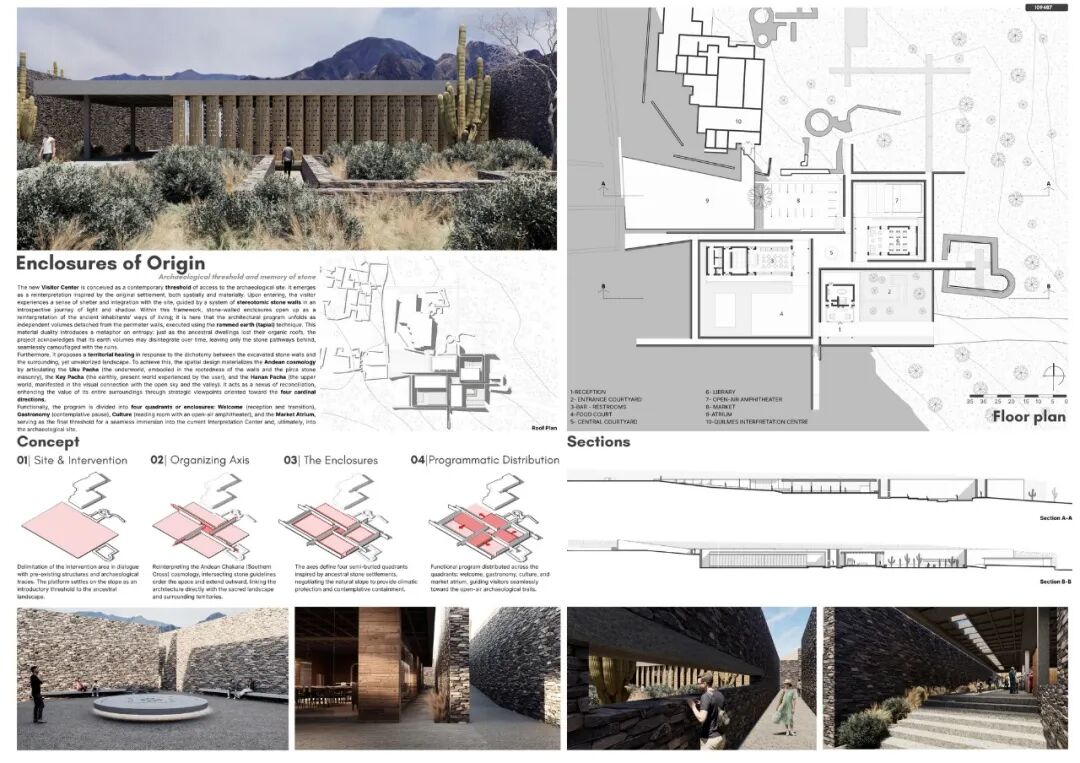 109487
Enclosures of Origin
Archaeological threshold and memory of stone
The new Visitor Center is conceived as a contemporary threshold of access to the archaeological site. It emerges
as a reinterpretation inspired by the original settlement, both spatially and materially. Upon entering, the visitor
experiences a sense of shelter and integration with the site, guided by a system of stereotomic stone walls in an
introspective journey of light and shadow. Within this framework, stone-walled enclosures open up as a
reinterpretation of the ancient inhabitants' ways of living; it is here that the architectural program unfolds as
independent volumes detached from the perimeter walls, executed using the rammed earth (tapial) technique. This
material duality introduces a metaphor on entropy: just as the ancestral dwellings lost their organic roofs, the
project acknowledges that its earth volumes may disintegrate over time, leaving only the stone pathways behind,
seamlessly camouflaged with the ruins.
Furthermore, it proposes a territorial healing in response to the dichotomy between the excavated stone walls and
the surrounding, yet unvalorized landscape. To achieve this, the spatial design materializes the Andean cosmology
by articulating the Uku Pacha (the underworld, embodied in the rootedness of the walls and the pirca stone
masonry), the Kay Pacha (the earthly, present world experienced by the user), and the Hanan Pacha (the upper
world, manifested in the visual connection with the open sky and the valley). It acts as a nexus of reconciliation,
enhancing the value of its entire surroundings through strategic viewpoints oriented toward the four cardinal
directions.
Functionally, the program is divided into four quadrants or enclosures: Welcome (reception and transition),
Gastronomy (contemplative pause), Culture (reading room with an open-air amphitheater), and the Market Atrium,
serving as the final threshold for a seamless immersion into the current Interpretation Center and, ultimately, into
the archaeological site.
Roof Plan
10
9
8
7
5
6
4
2
3
1
A
A
B
B
1-RECEPTION
2- ENTRANCE COURTYARD
3-BAR - RESTROOMS
4-FOOD COURT
5- CENTRAL COURTYARD
6- LIBRARY
7- OPEN-AIR AMPHITHEATER
8- MARKET
9-ATRIUM
10-QUILMES INTERPRETATION CENTRE
35 30 25 20 15 10 5 0
Floor plan
Concept
01| Site & Intervention
Delimitation of the intervention area in dialogue
with pre-existing structures and archaeological
traces. The platform settles on the slope as an
introductory threshold to the ancestral
landscape.
02| Organizing Axis
Reinterpreting the Andean Chakana (Southern
Cross) cosmology, intersecting stone guidelines
order the space and extend outward, linking the
architecture directly with the sacred landscape
and surrounding territories.
03| The Enclosures
The axes define four semi-buried quadrants
inspired by ancestral stone settlements,
negotiating the natural slope to provide climatic
protection and contemplative containment.
04|Programmatic Distribution
Functional program distributed across the
quadrants: welcome, gastronomy, culture, and
market atrium, guiding visitors seamlessly
toward the open-air archaeological trails.
Sections
Section A-A
Section B-B